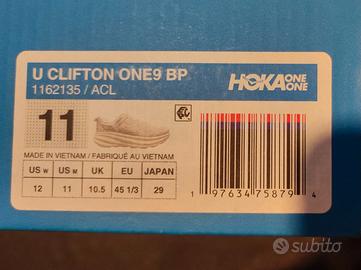 U CLIFTON ONE9 BP
1162135 / ACL
HOKA ONE ONE
11
MADE IN VIETNAM / FABRIQUÉ AU VIETNAM
US W US M UK EU JAPAN
12 11 10.5 45 1/3 29
1 97634 75879 4
subito